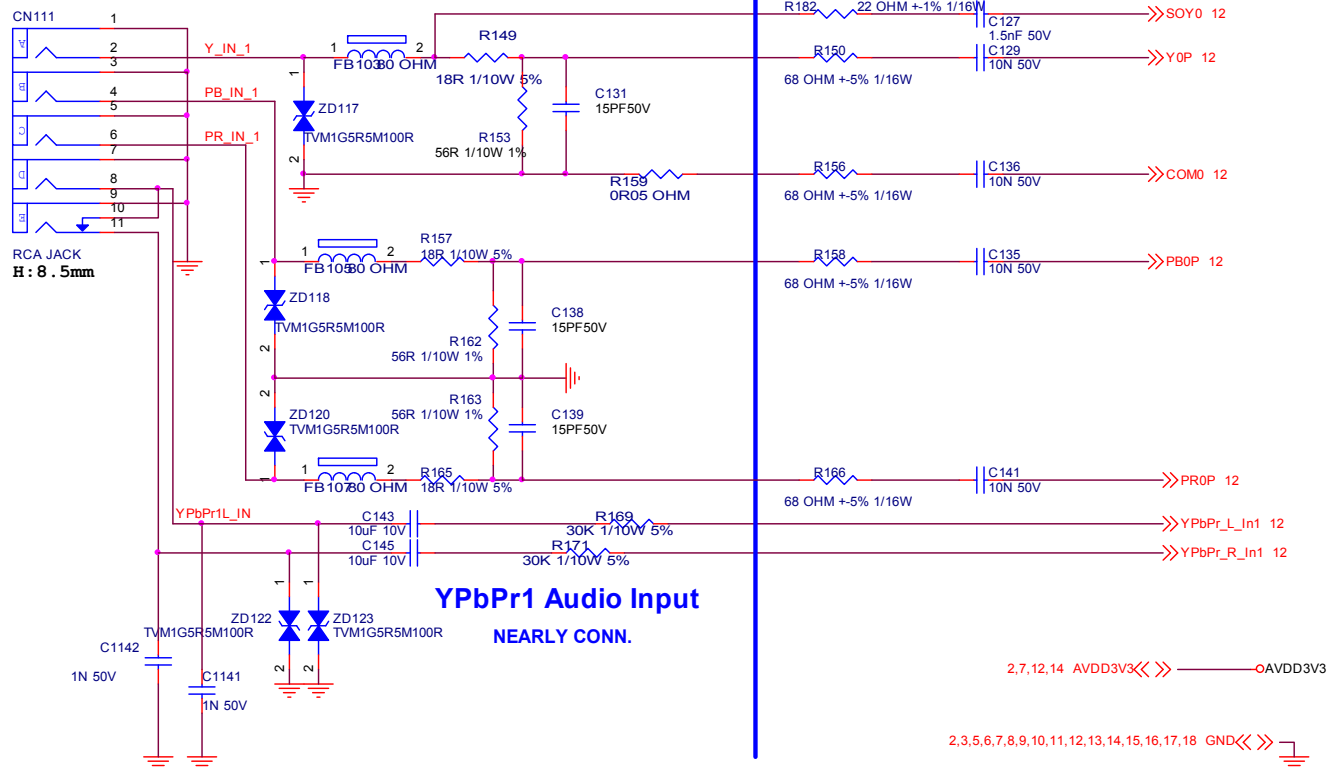 CN111
1
2
3
4
5
6
7
8
9
10
11
A
B
C
D
E
RCA JACK
H:8.5mm
Y_IN_1
PB_IN_1
PR_IN_1
YPbPr1L_IN
1 2
FB103 80 OHM
R149
18R 1/10W 5%
1
ZD117
TVM1G5R5M100R
2
R153
56R 1/10W 1%
C131
15PF50V
R159
0R05 OHM
R182 22 OHM +-1% 1/16W
C127
1.5nF 50V
SOY0 12
R150
68 OHM +-5% 1/16W
C129
10N 50V
Y0P 12
R156
68 OHM +-5% 1/16W
C136
10N 50V
COM0 12
1 2
FB105 80 OHM
R157
18R 1/10W 5%
1
ZD118
TVM1G5R5M100R
2
R162
56R 1/10W 1%
C138
15PF50V
R158
68 OHM +-5% 1/16W
C135
10N 50V
PB0P 12
2
ZD120
TVM1G5R5M100R
1
R163
56R 1/10W 1%
C139
15PF50V
1 2
FB107 80 OHM
R165
18R 1/10W 5%
R166
68 OHM +-5% 1/16W
C141
10N 50V
PR0P 12
C143
10uF 10V
R169
30K 1/10W 5%
YPbPr_L_In1 12
C145
10uF 10V
R171
30K 1/10W 5%
YPbPr_R_In1 12
YPbPr1 Audio Input
NEARLY CONN.
1
ZD122
TVM1G5R5M100R
2
1
ZD123
TVM1G5R5M100R
2
C1142
1N 50V
C1141
1N 50V
2,7,12,14 AVDD3V3
AVDD3V3
2,3,5,6,7,8,9,10,11,12,13,14,15,16,17,18 GND